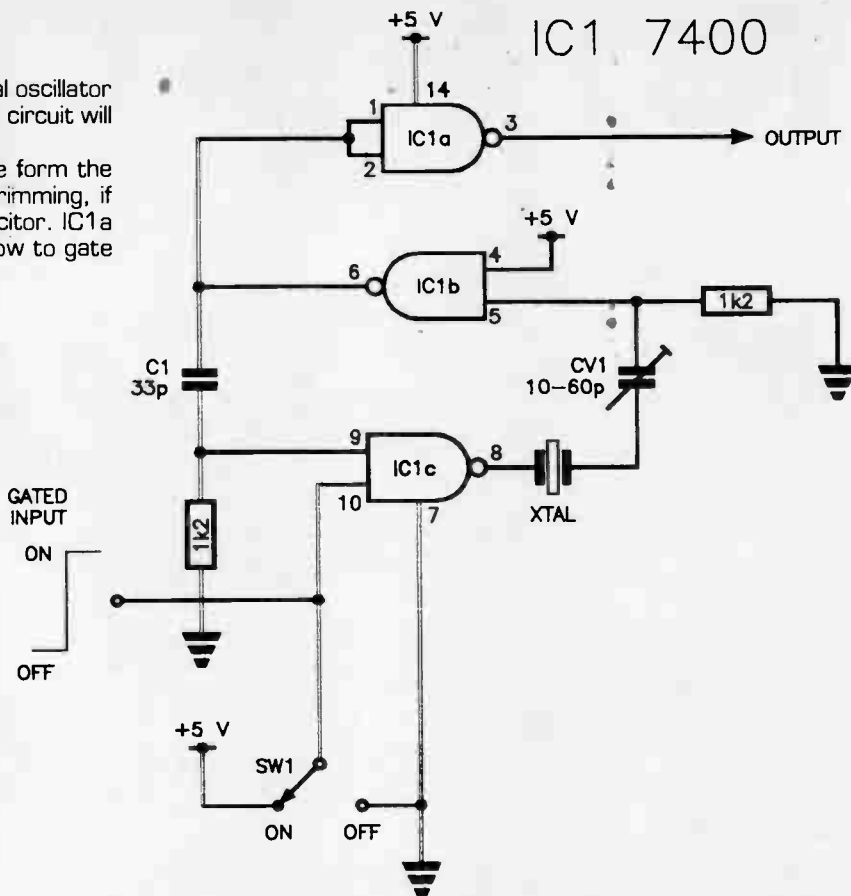 IC1 7400
al oscillator
circuit will
e form the
rimming, if
citor. IC1a
ow to gate
+5 V
14
1
2
IC1a
3
OUTPUT
+5 V
6
IC1b
4
5
1k2
C1
33p
CV1
10–60p
9
10
IC1c
8
7
XTAL
GATED
INPUT
ON
OFF
1k2
+5 V
SW1
ON
OFF